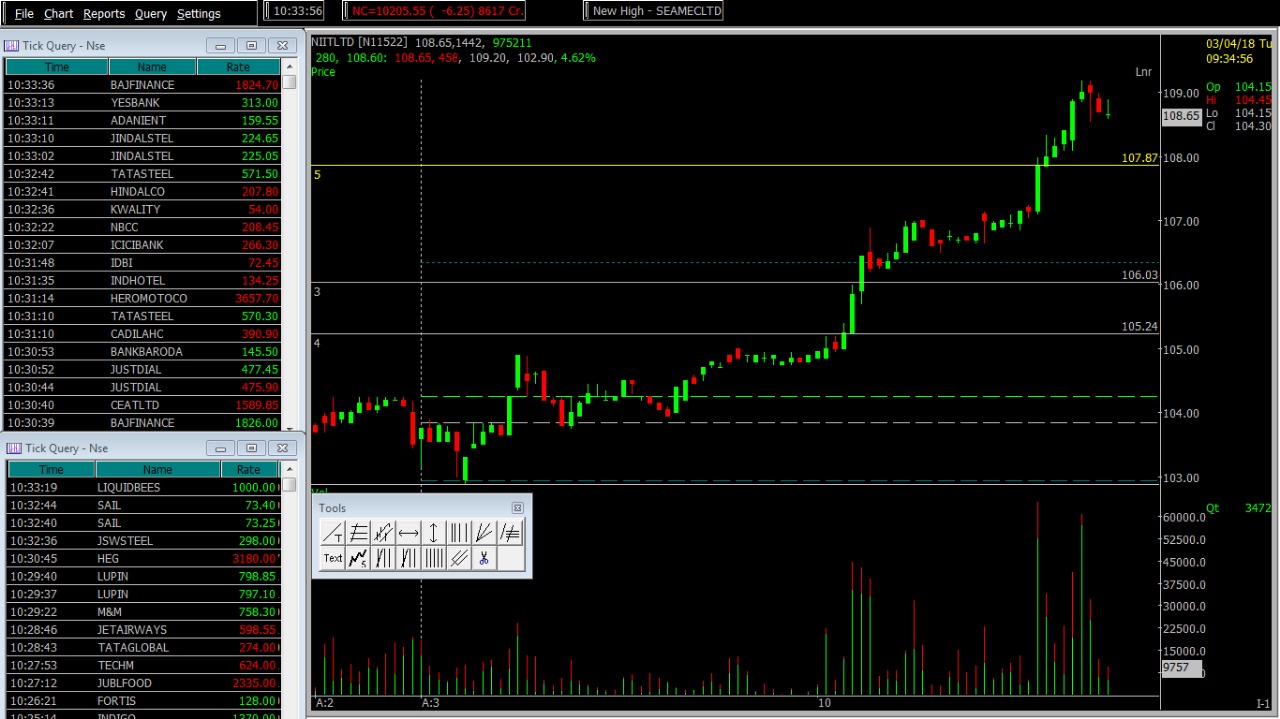 File Chart Reports Query Settings
10:33:56
NC=10205.55 ( -6.25) 8617 Cr.
New High - SEAMECLTD
Tick Query - Nse
Time Name Rate
10:33:36 BAJFINANCE 1824.70
10:33:13 YESBANK 313.00
10:33:11 ADANIENT 159.55
10:33:10 JINDALSTEL 224.65
10:33:02 JINDALSTEL 225.05
10:32:42 TATASTEEL 571.50
10:32:41 HINDALCO 207.80
10:32:36 KWALITY 54.00
10:32:22 NBCC 208.45
10:32:07 ICICIBANK 266.30
10:31:48 IDBI 72.45
10:31:35 INDHOTEL 134.25
10:31:14 HEROMOTOCO 3657.70
10:31:10 TATASTEEL 570.30
10:31:10 CADILAHC 390.90
10:30:53 BANKBARODA 145.50
10:30:52 JUSTDIAL 477.45
10:30:44 JUSTDIAL 475.90
10:30:40 CEATLTD 1589.85
10:30:39 BAJFINANCE 1826.00
Tick Query - Nse
Time Name Rate
10:33:19 LIQUIDBEES 1000.00
10:32:44 SAIL 73.40
10:32:40 SAIL 73.25
10:32:36 JSWSTEEL 298.00
10:30:45 HEG 3180.00
10:29:40 LUPIN 798.85
10:29:37 LUPIN 797.10
10:29:22 M&M 758.30
10:28:46 JETAIRWAYS 598.55
10:28:43 TATAGLOBAL 274.00
10:27:53 TECHM 624.00
10:27:12 JUBLFOOD 2335.00
10:26:21 FORTIS 128.00
10:25:14 INDIGO 1370.00
NIITLTD [N11522] 108.65,1442, 975211
280, 108.60: 108.65, 458, 109.20, 102.90, 4.62%
Price
Lnr
109.00
108.65
108.00
107.87
107.00
106.03
106.00
105.24
105.00
104.00
103.00
5
3
4
03/04/18 Tu
09:34:56
Op 104.15
Hi 104.45
Lo 104.15
Cl 104.30
Vol
Tools
T
S
Text
Qt 3472
60000.0
52500.0
45000.0
37500.0
30000.0
22500.0
15000.0
9757
A:2 A:3 10 I-1